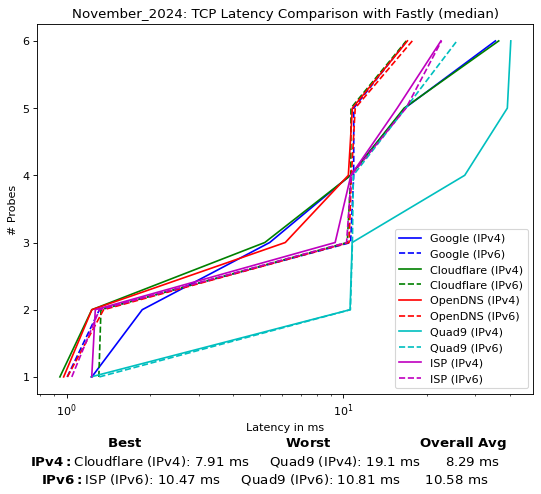 November_2024: TCP Latency Comparison with Fastly (median)
# Probes
6
5
4
3
2
1
10⁰
10¹
Latency in ms
Google (IPv4)
Google (IPv6)
Cloudflare (IPv4)
Cloudflare (IPv6)
OpenDNS (IPv4)
OpenDNS (IPv6)
Quad9 (IPv4)
Quad9 (IPv6)
ISP (IPv4)
ISP (IPv6)
Best Worst Overall Avg
IPv4: Cloudflare (IPv4): 7.91 ms Quad9 (IPv4): 19.1 ms 8.29 ms
IPv6: ISP (IPv6): 10.47 ms Quad9 (IPv6): 10.81 ms 10.58 ms